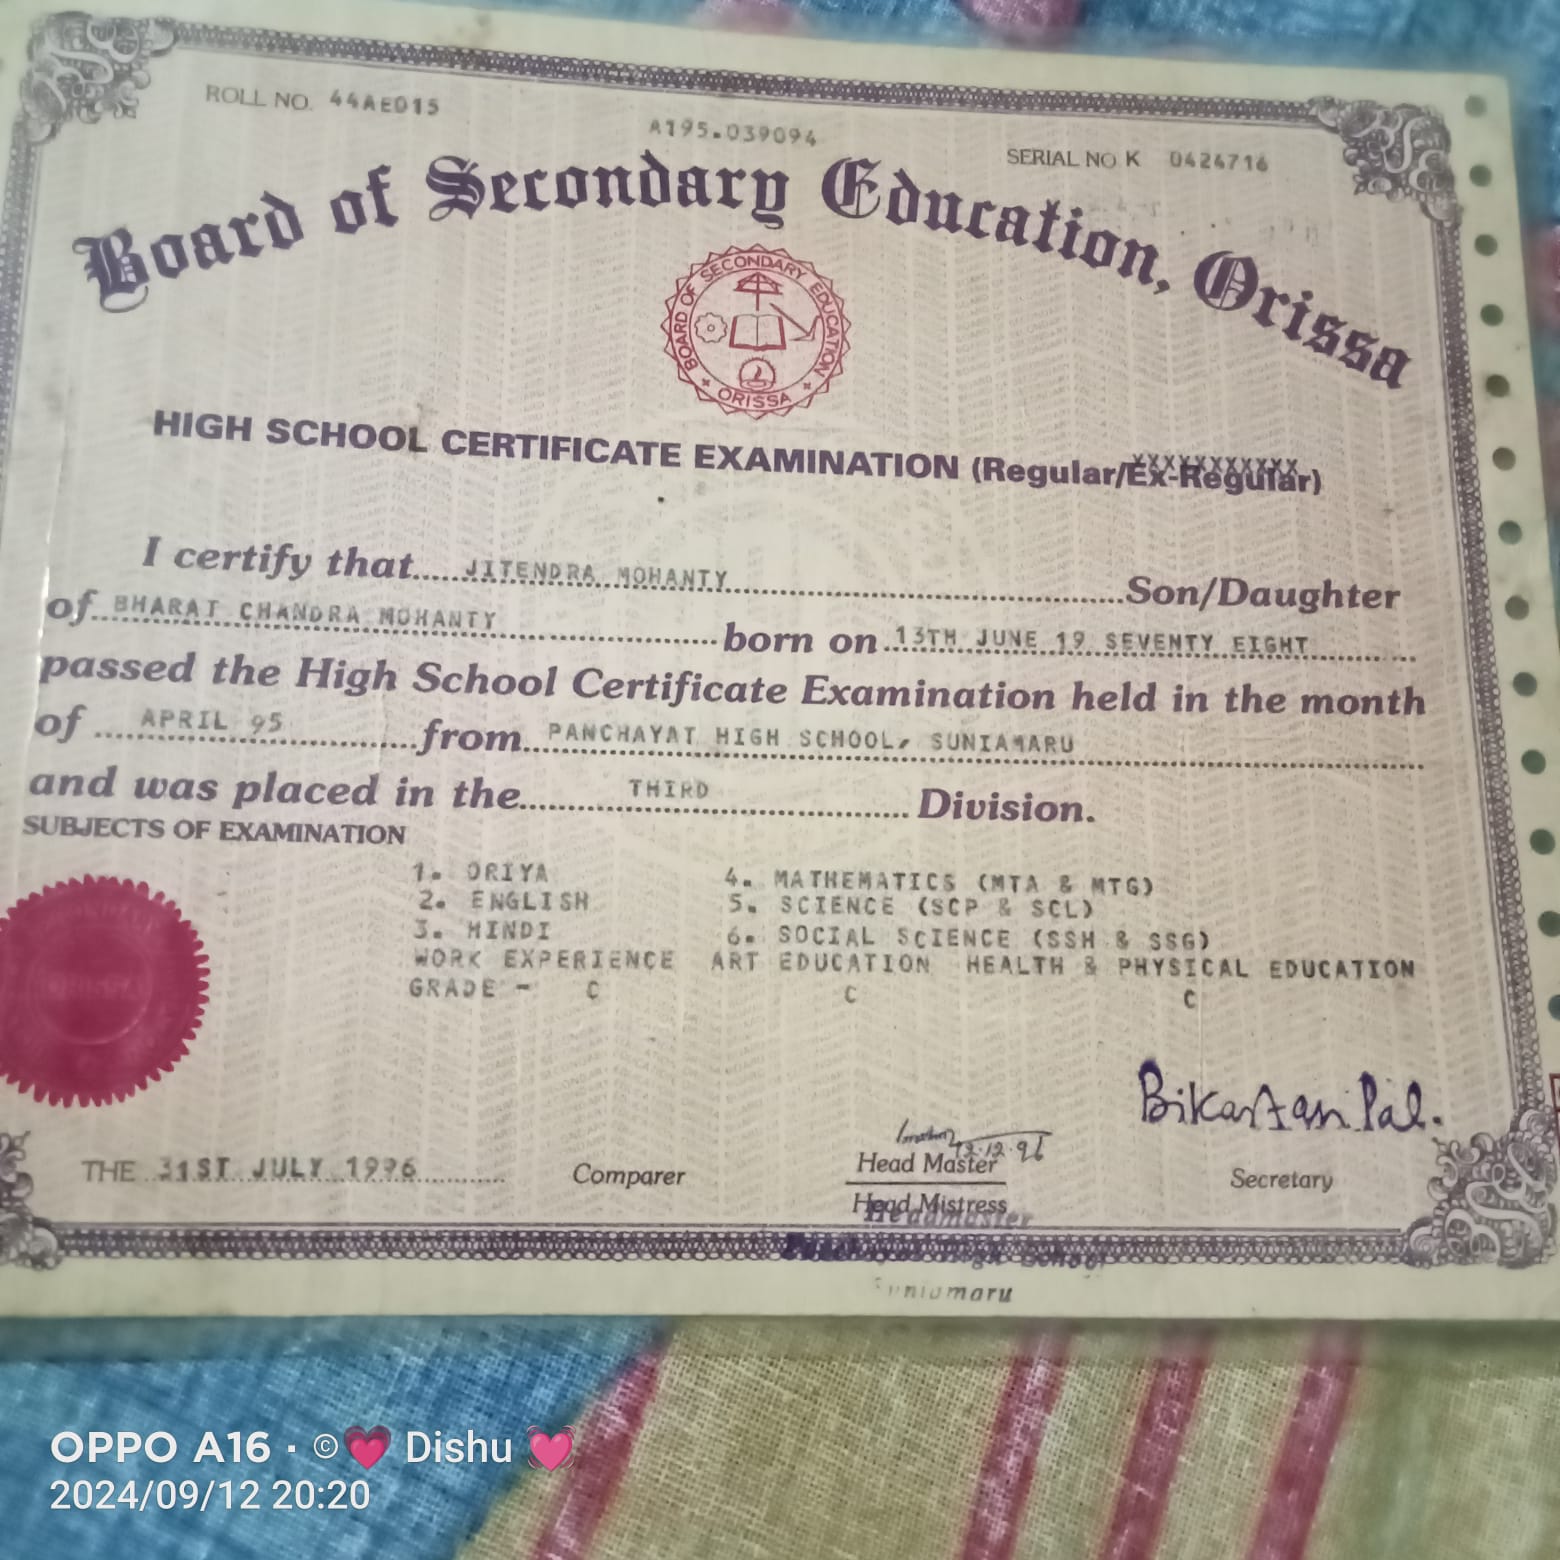 ROLL NO. 44AE015
A195.039094
SERIAL NO K 0424716
Board of Secondary Education, Orissa
BOARD OF SECONDARY EDUCATION
ORISSA
HIGH SCHOOL CERTIFICATE EXAMINATION (Regular/Ex-Regular)
I certify that JITENDRA MOHANTY Son/Daughter
of BHARAT CHANDRA MOHANTY born on 13TH JUNE 19 SEVENTY EIGHT
passed the High School Certificate Examination held in the month
of APRIL 95 from PANCHAYAT HIGH SCHOOL, SUNIAMARU
and was placed in the THIRD Division.
SUBJECTS OF EXAMINATION
1. ORIYA 4. MATHEMATICS (MTA & MTG)
2. ENGLISH 5. SCIENCE (SCP & SCL)
3. HINDI 6. SOCIAL SCIENCE (SSH & SSG)
WORK EXPERIENCE ART EDUCATION HEALTH & PHYSICAL EDUCATION
GRADE - C C C
Bikartan Pal.
THE 31ST JULY 1996 Comparer Head Master Secretary
Head Mistress
Headmaster
High School
Suniamaru
OPPO A16 · ©💗 Dishu 💓
2024/09/12 20:20